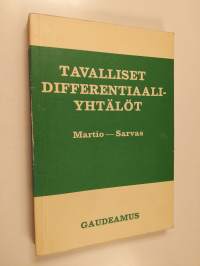 TAVALLISET
DIFFERENTIAALI-
YHTÄLÖT
Martio — Sarvas
GAUDEAMUS